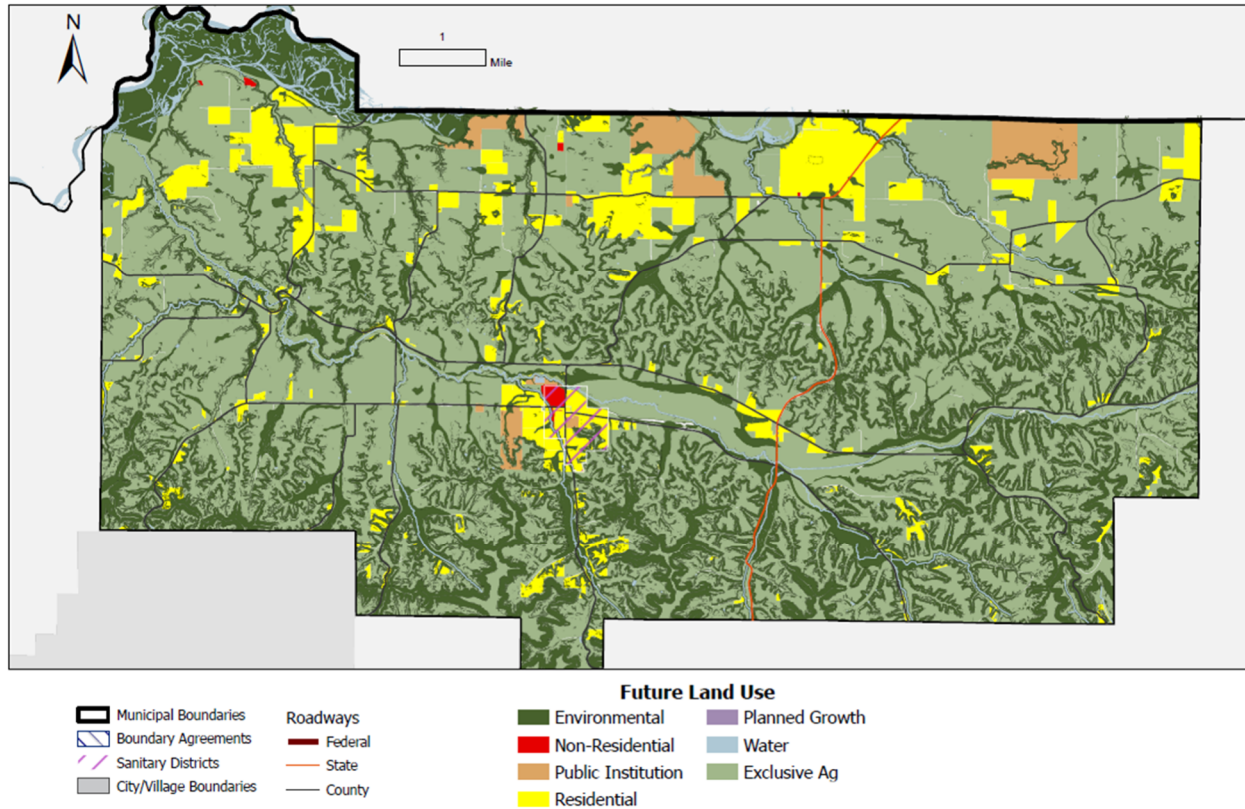 N
1
Mile
Future Land Use
Municipal Boundaries
Boundary Agreements
Sanitary Districts
City/Village Boundaries
Roadways
Federal
State
County
Environmental
Non-Residential
Public Institution
Residential
Planned Growth
Water
Exclusive Ag